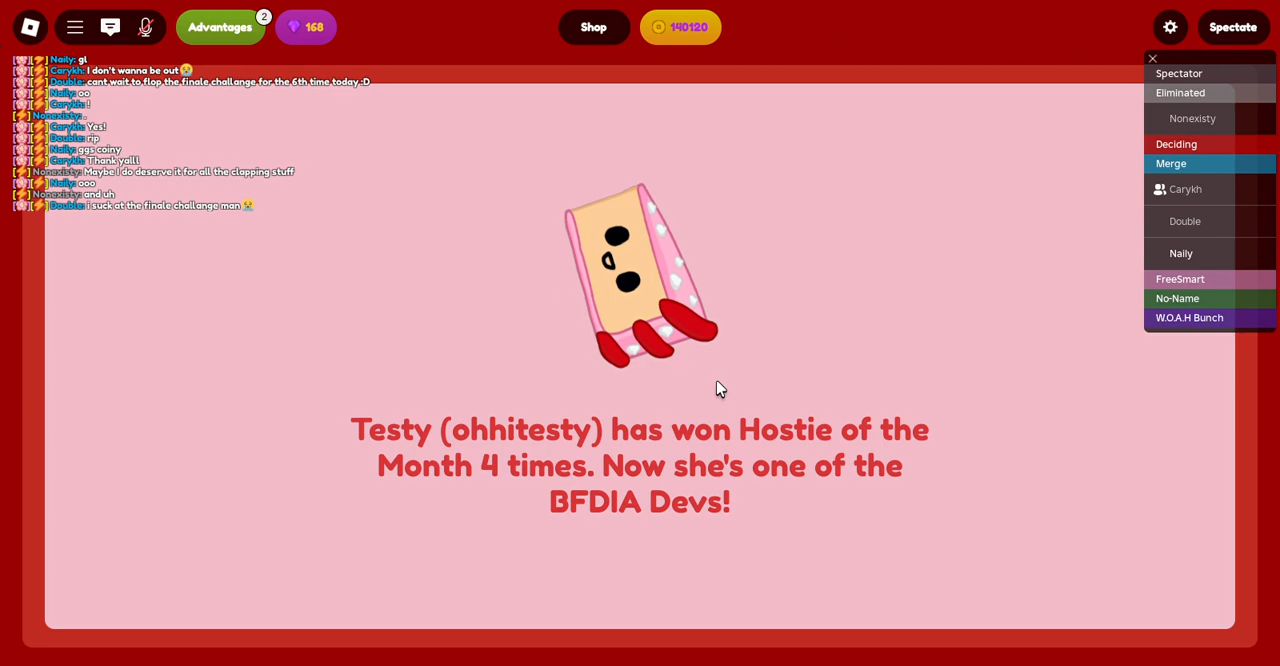 Advantages
2
168
Shop
140120
Spectate
[⚡] Naily: gl
[⚡] Carykh: I don't wanna be out 😭
[⚡] Double: cant wait to flop the finale challange for the 6th time today :D
[⚡] Naily: oo
[⚡] Carykh: !
[⚡] Nonexisty: .
[⚡] Carykh: Yes!
[⚡] Double: rip
[⚡] Naily: ggs coiny
[⚡] Carykh: Thank yalll
[⚡] Nonexisty: Maybe I do deserve it for all the clapping stuff
[⚡] Naily: ooo
[⚡] Nonexisty: and uh
[⚡] Double: i suck at the finale challange man 😭
Spectator
Eliminated
Nonexisty
Deciding
Merge
Carykh
Double
Naily
FreeSmart
No-Name
W.O.A.H Bunch
Testy (ohhitesty) has won Hostie of the
Month 4 times. Now she's one of the
BFDIA Devs!